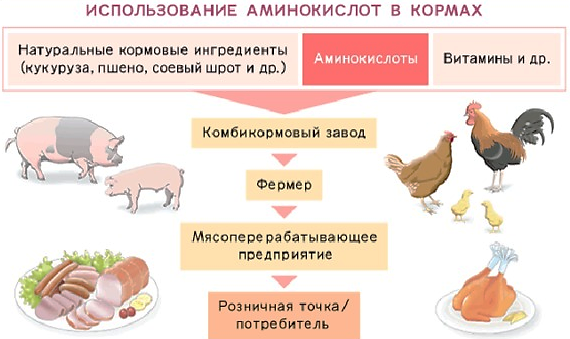 ИСПОЛЬЗОВАНИЕ АМИНОКИСЛОТ В КОРМАХ
Натуральные кормовые ингредиенты
(кукуруза, пшено, соевый шрот и др.)
Аминокислоты
Витамины и др.
Комбикормовый завод
Фермер
Мясоперерабатывающее
предприятие
Розничная точка/
потребитель